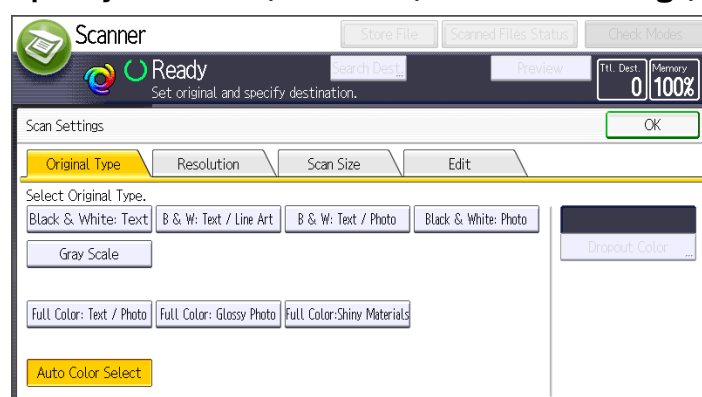 Scanner
Store File
Scanned Files Status
Check Modes
Ready
Search Dest...
Preview
Ttl. Dest.
0
Memory
100%
Set original and specify destination.
Scan Settings
OK
Original Type
Resolution
Scan Size
Edit
Select Original Type.
Black & White: Text
B & W: Text / Line Art
B & W: Text / Photo
Black & White: Photo
Gray Scale
Dropout Color ...
Full Color: Text / Photo
Full Color: Glossy Photo
Full Color:Shiny Materials
Auto Color Select